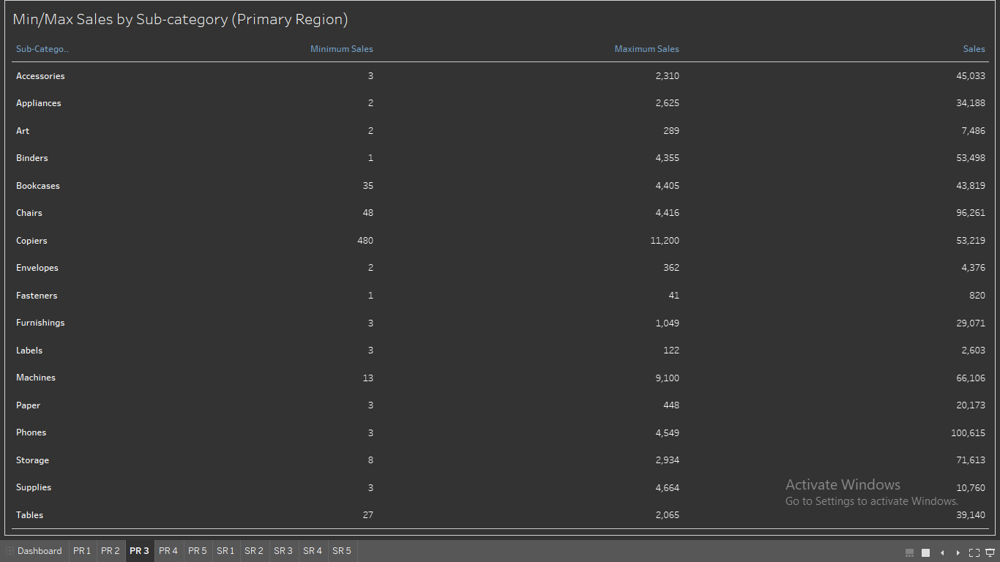 Min/Max Sales by Sub-category (Primary Region)
Sub-Catego.. Minimum Sales Maximum Sales Sales
Accessories 3 2,310 45,033
Appliances 2 2,625 34,188
Art 2 289 7,486
Binders 1 4,355 53,498
Bookcases 35 4,405 43,819
Chairs 48 4,416 96,261
Copiers 480 11,200 53,219
Envelopes 2 362 4,376
Fasteners 1 41 820
Furnishings 3 1,049 29,071
Labels 3 122 2,603
Machines 13 9,100 66,106
Paper 3 448 20,173
Phones 3 4,549 100,615
Storage 8 2,934 71,613
Supplies 3 4,664 10,760
Tables 27 2,065 39,140
Activate Windows
Go to Settings to activate Windows.
Dashboard PR 1 PR 2 PR 3 PR 4 PR 5 SR 1 SR 2 SR 3 SR 4 SR 5